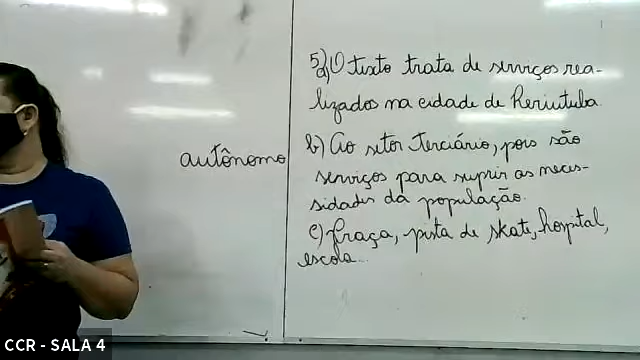 autônomo
5)
a) O texto trata de serviços rea-
lizados na cidade de Keriutuba.
b) Ao setor terciário, pois são
serviços para suprir as neces-
sidades da população.
c) Praça, pista de skate, hospital,
escola...
CCR - SALA 4